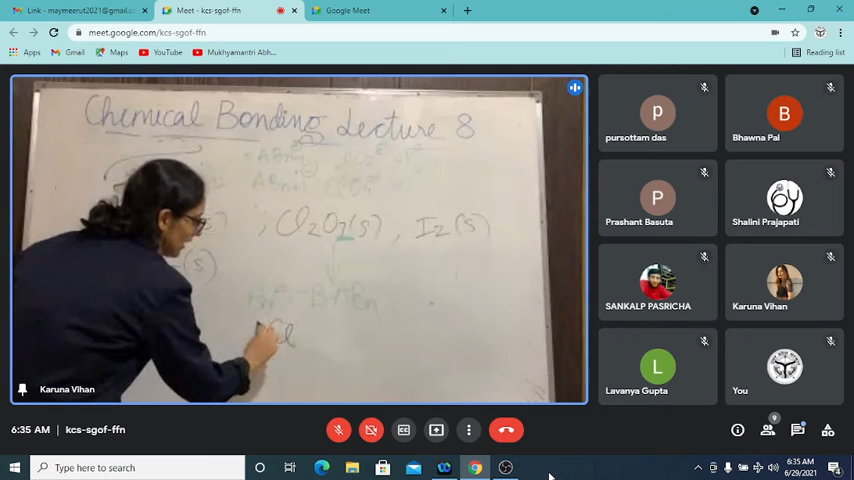 Link - maymeerut2021@gmail.co
Meet - kcs-sgof-ffn
Google Meet
meet.google.com/kcs-sgof-ffn
Apps
Gmail
Maps
YouTube
Mukhyamantri Abh...
Reading list
Chemical Bonding Lecture 8
; Cl2O7(s) , I2(s)
(s)
Cl
Karuna Vihan
p
pursottam das
B
Bhawna Pal
Prashant Basuta
Shalini Prajapati
SANKALP PASRICHA
Karuna Vihan
L
Lavanya Gupta
You
6:35 AM | kcs-sgof-ffn
9
Type here to search
6:35 AM
6/29/2021
4